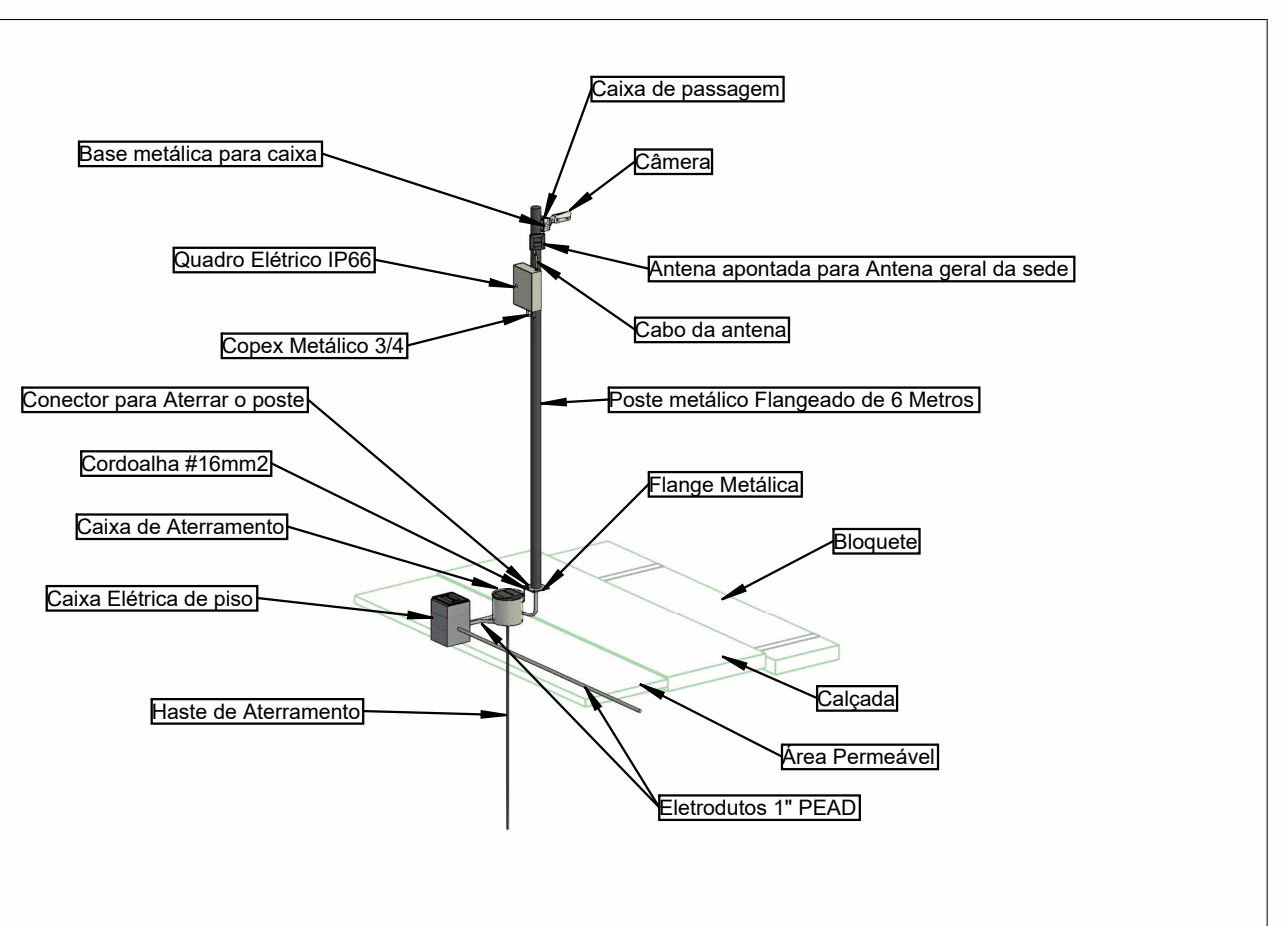 Caixa de passagem
Base metálica para caixa
Câmera
Quadro Elétrico IP66
Antena apontada para Antena geral da sede
Cabo da antena
Copex Metálico 3/4
Conector para Aterrar o poste
Poste metálico Flangeado de 6 Metros
Cordoalha #16mm2
Flange Metálica
Caixa de Aterramento
Bloquete
Caixa Elétrica de piso
Calçada
Haste de Aterramento
Área Permeável
Eletrodutos 1" PEAD